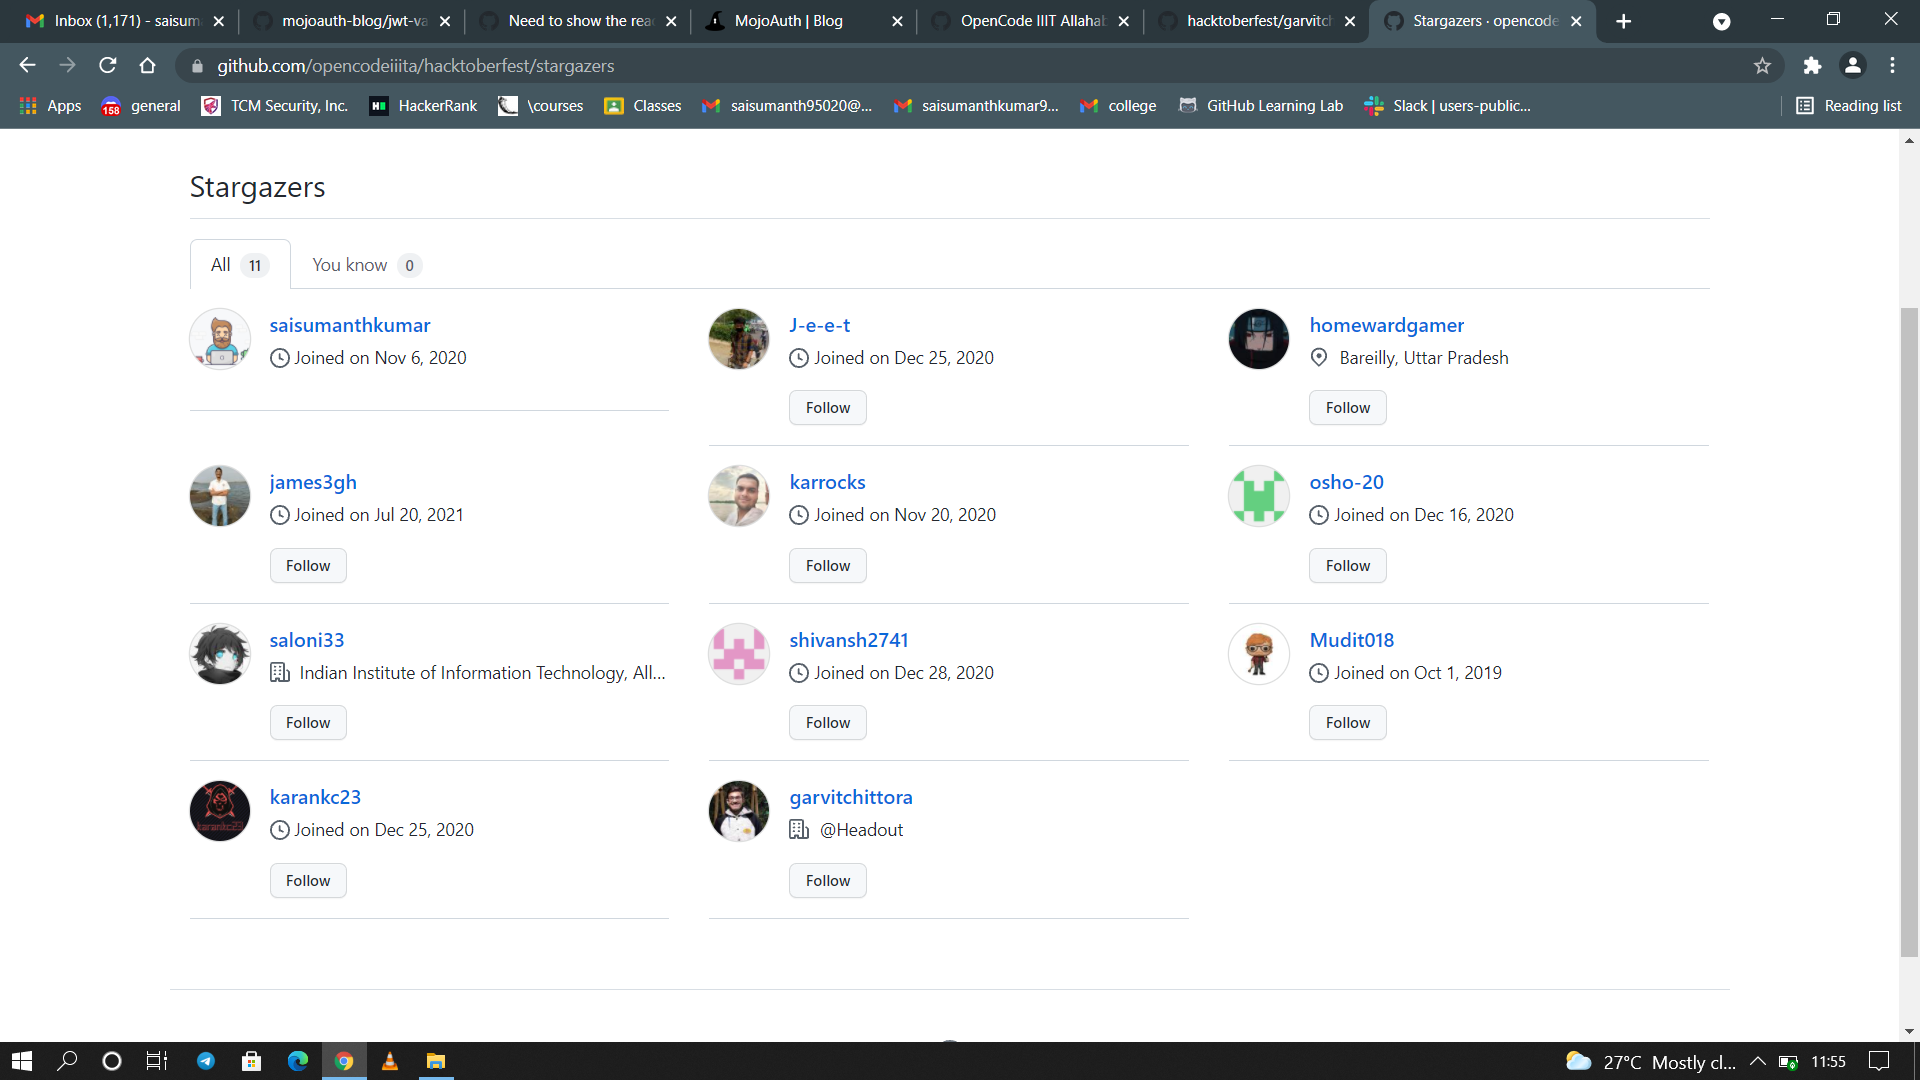 Inbox (1,171) - saisum
mojoauth-blog/jwt-va
Need to show the rea
MojoAuth | Blog
OpenCode IIIT Allahab
hacktoberfest/garvitch
Stargazers · opencode
github.com/opencodeiiita/hacktoberfest/stargazers
Apps
158
general
TCM Security, Inc.
HackerRank
\courses
Classes
saisumanth95020@...
saisumanthkumar9...
college
GitHub Learning Lab
Slack | users-public...
Reading list
Stargazers
All 11
You know 0
saisumanthkumar
Joined on Nov 6, 2020
J-e-e-t
Joined on Dec 25, 2020
Follow
homewardgamer
Bareilly, Uttar Pradesh
Follow
james3gh
Joined on Jul 20, 2021
Follow
karrocks
Joined on Nov 20, 2020
Follow
osho-20
Joined on Dec 16, 2020
Follow
saloni33
Indian Institute of Information Technology, All...
Follow
shivansh2741
Joined on Dec 28, 2020
Follow
Mudit018
Joined on Oct 1, 2019
Follow
karankc23
karankc23
Joined on Dec 25, 2020
Follow
garvitchittora
@Headout
Follow
27°C Mostly cl...
11:55